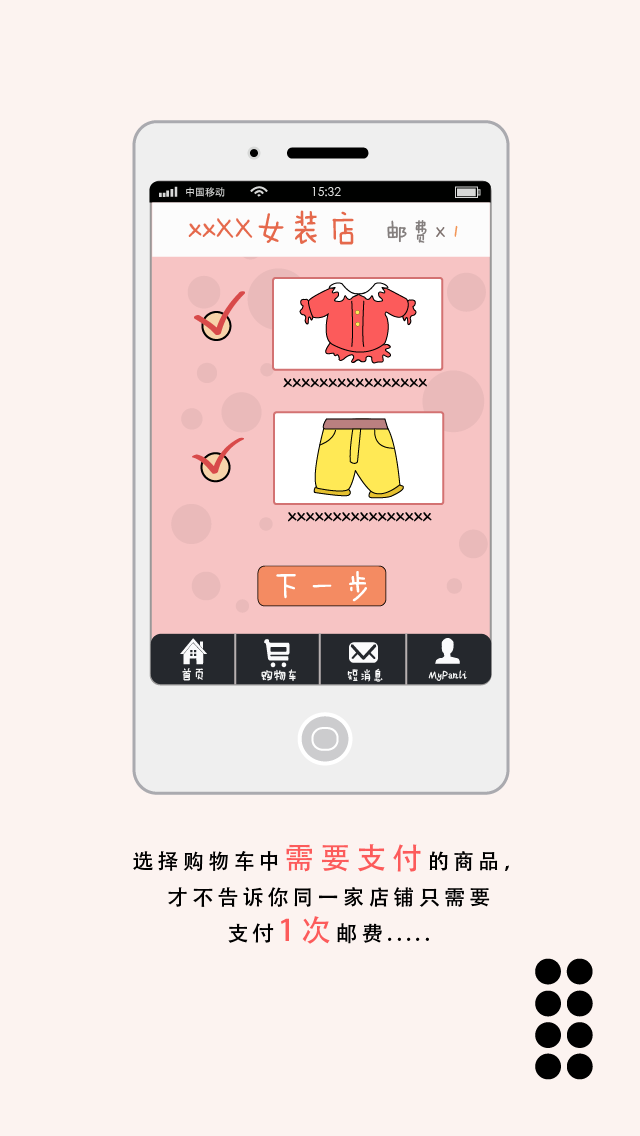 中国移动 15:32
xxXX女装店 邮费x1
xxxxxxxxxxxxxxxx
xxxxxxxxxxxxxxxx
下一步
首页 购物车 短消息 MyPanli
选择购物车中需要支付的商品,
才不告诉你同一家店铺只需要
支付1次邮费.....